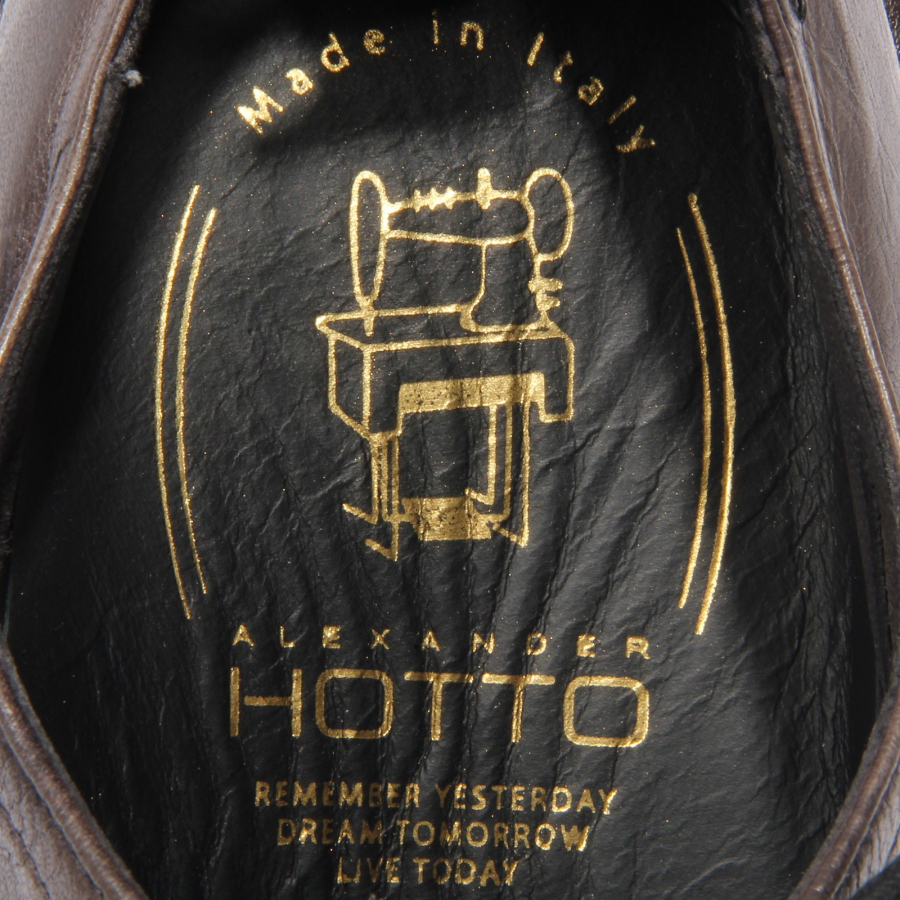 Made in Italy
ALEXANDER
HOTTO
REMEMBER YESTERDAY
DREAM TOMORROW
LIVE TODAY